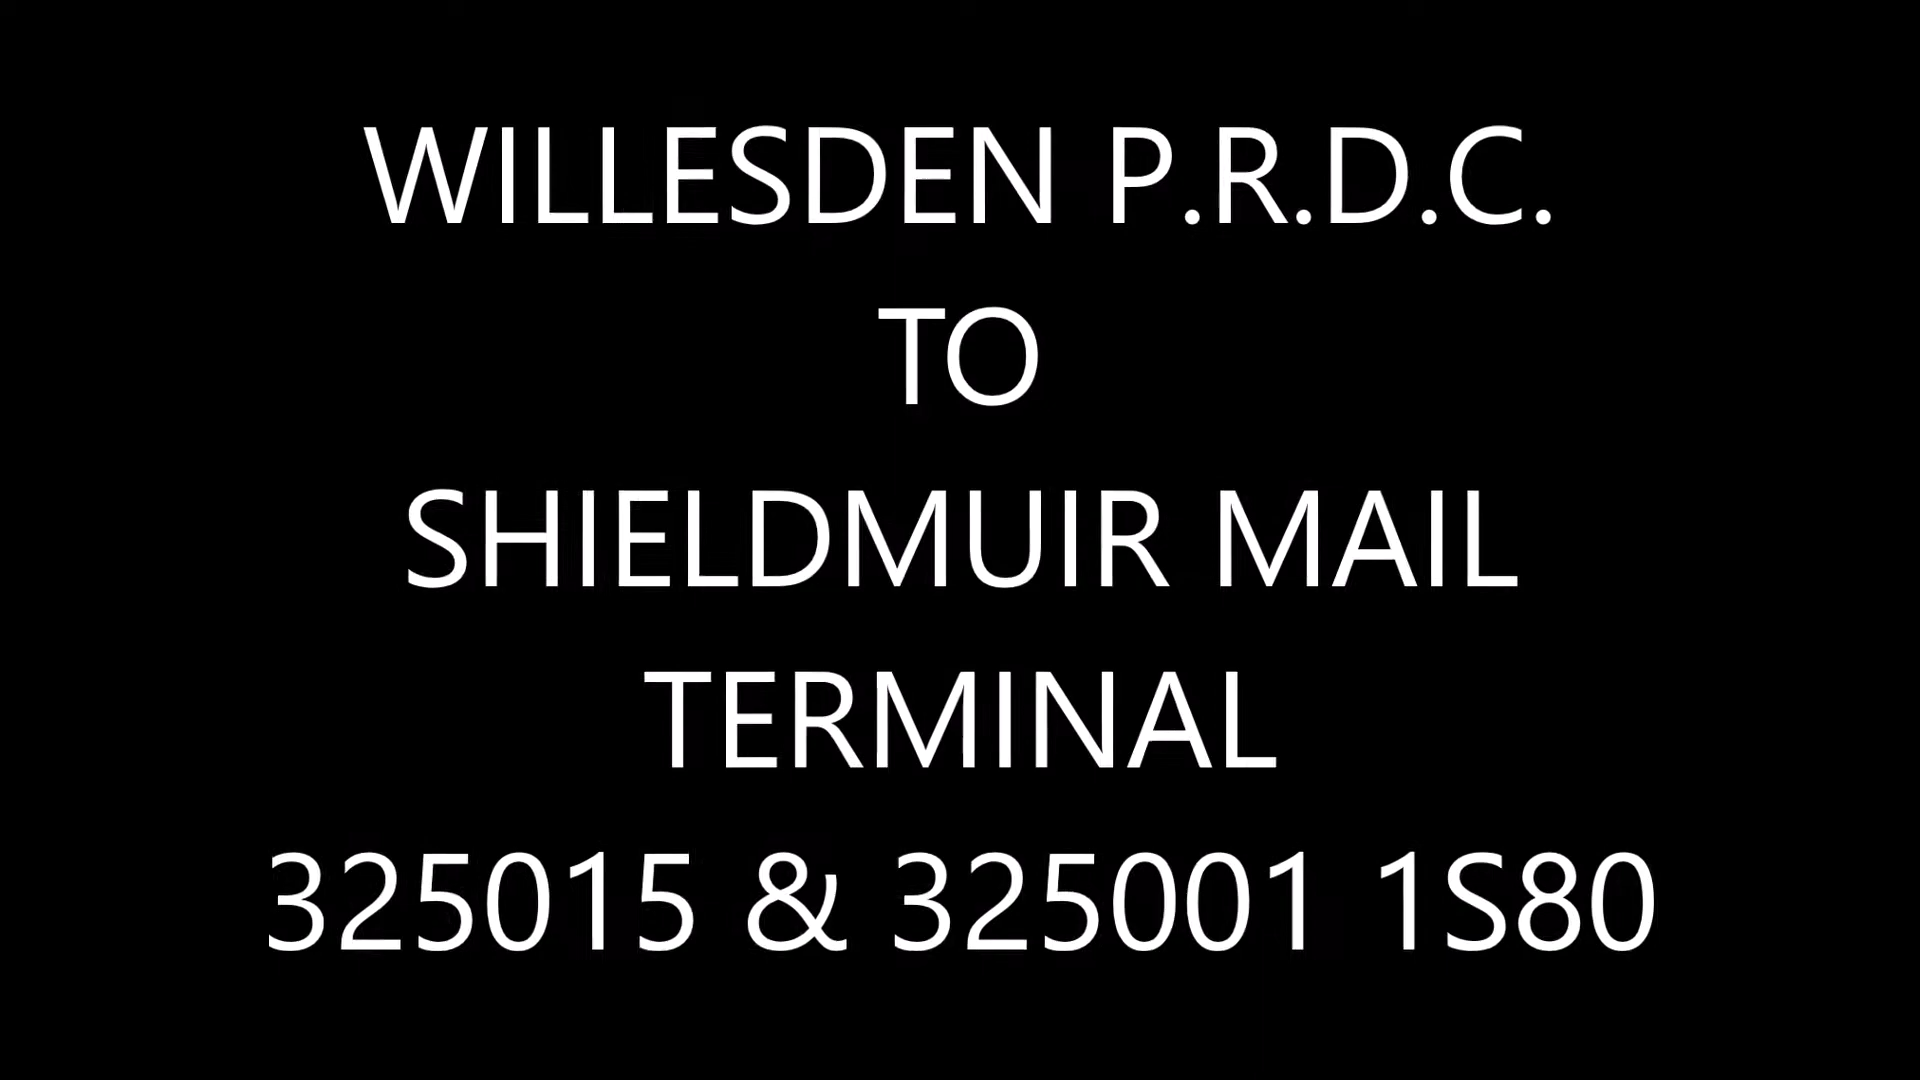 WILLESDEN P.R.D.C.
TO
SHIELDMUIR MAIL
TERMINAL
325015 & 325001 1S80